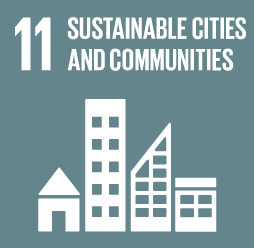 11 SUSTAINABLE CITIES
AND COMMUNITIES